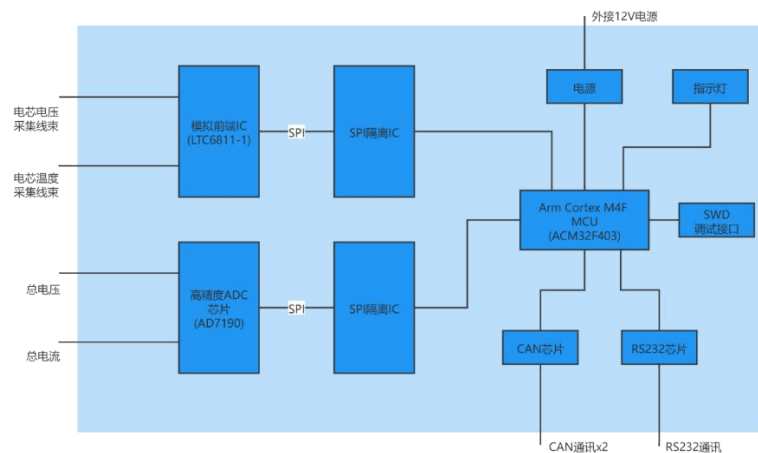 外接12V电源
电源
指示灯
电芯电压
采集线束
模拟前端IC
(LTC6811-1)
SPI
SPI隔离IC
电芯温度
采集线束
Arm Cortex M4F
MCU
(ACM32F403)
SWD
调试接口
总电压
高精度ADC
芯片
(AD7190)
SPI
SPI隔离IC
总电流
CAN芯片
RS232芯片
CAN通讯x2
RS232通讯